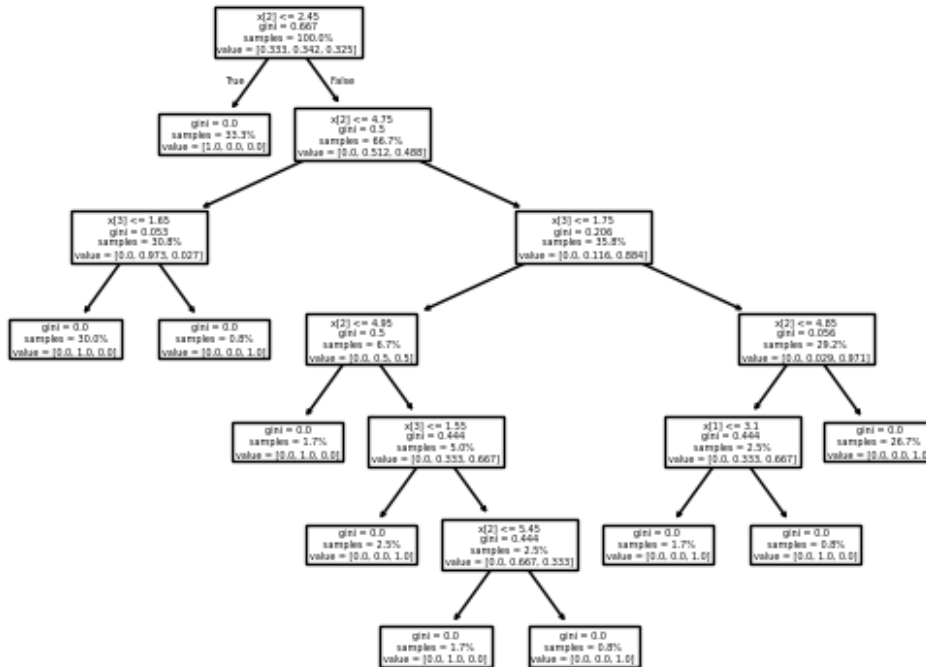 x[2] <= 2.45
gini = 0.667
samples = 100.0%
value = [0.333, 0.342, 0.325]
True
False
gini = 0.0
samples = 33.3%
value = [1.0, 0.0, 0.0]
x[2] <= 4.75
gini = 0.5
samples = 66.7%
value = [0.0, 0.512, 0.488]
x[3] <= 1.65
gini = 0.053
samples = 30.8%
value = [0.0, 0.973, 0.027]
x[3] <= 1.75
gini = 0.206
samples = 35.8%
value = [0.0, 0.116, 0.884]
gini = 0.0
samples = 30.0%
value = [0.0, 1.0, 0.0]
gini = 0.0
samples = 0.8%
value = [0.0, 0.0, 1.0]
x[2] <= 4.95
gini = 0.5
samples = 6.7%
value = [0.0, 0.5, 0.5]
x[2] <= 4.85
gini = 0.056
samples = 29.2%
value = [0.0, 0.029, 0.971]
gini = 0.0
samples = 1.7%
value = [0.0, 1.0, 0.0]
x[3] <= 1.55
gini = 0.444
samples = 5.0%
value = [0.0, 0.333, 0.667]
x[1] <= 3.1
gini = 0.444
samples = 2.5%
value = [0.0, 0.333, 0.667]
gini = 0.0
samples = 26.7%
value = [0.0, 0.0, 1.0]
gini = 0.0
samples = 2.5%
value = [0.0, 0.0, 1.0]
x[2] <= 5.45
gini = 0.444
samples = 2.5%
value = [0.0, 0.667, 0.333]
gini = 0.0
samples = 1.7%
value = [0.0, 0.0, 1.0]
gini = 0.0
samples = 0.8%
value = [0.0, 1.0, 0.0]
gini = 0.0
samples = 1.7%
value = [0.0, 1.0, 0.0]
gini = 0.0
samples = 0.8%
value = [0.0, 0.0, 1.0]